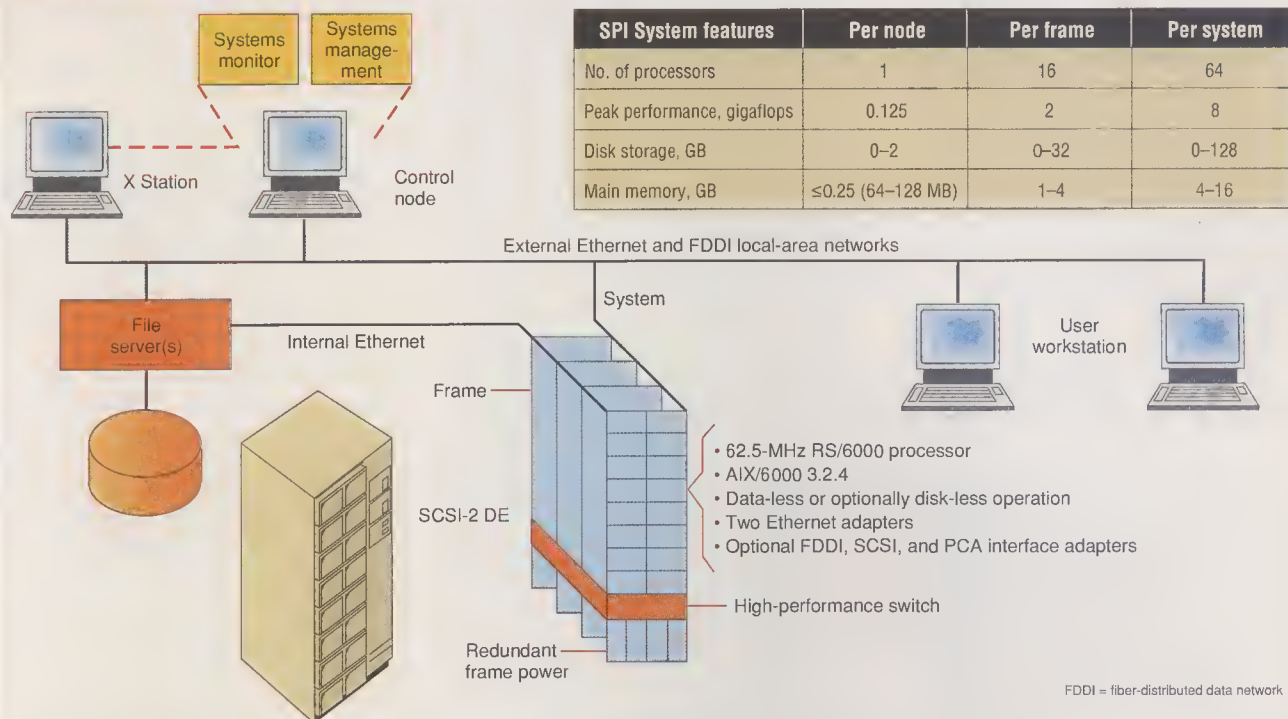 Systems
monitor
Systems
manage-
ment
SPI System features Per node Per frame Per system
No. of processors 1 16 64
Peak performance, gigaflops 0.125 2 8
Disk storage, GB 0–2 0–32 0–128
Main memory, GB ≤0.25 (64–128 MB) 1–4 4–16
X Station
Control
node
External Ethernet and FDDI local-area networks
File
server(s)
Internal Ethernet
System
User
workstation
Frame
SCSI-2 DE
• 62.5-MHz RS/6000 processor
• AIX/6000 3.2.4
• Data-less or optionally disk-less operation
• Two Ethernet adapters
• Optional FDDI, SCSI, and PCA interface adapters
High-performance switch
Redundant
frame power
FDDI = fiber-distributed data network